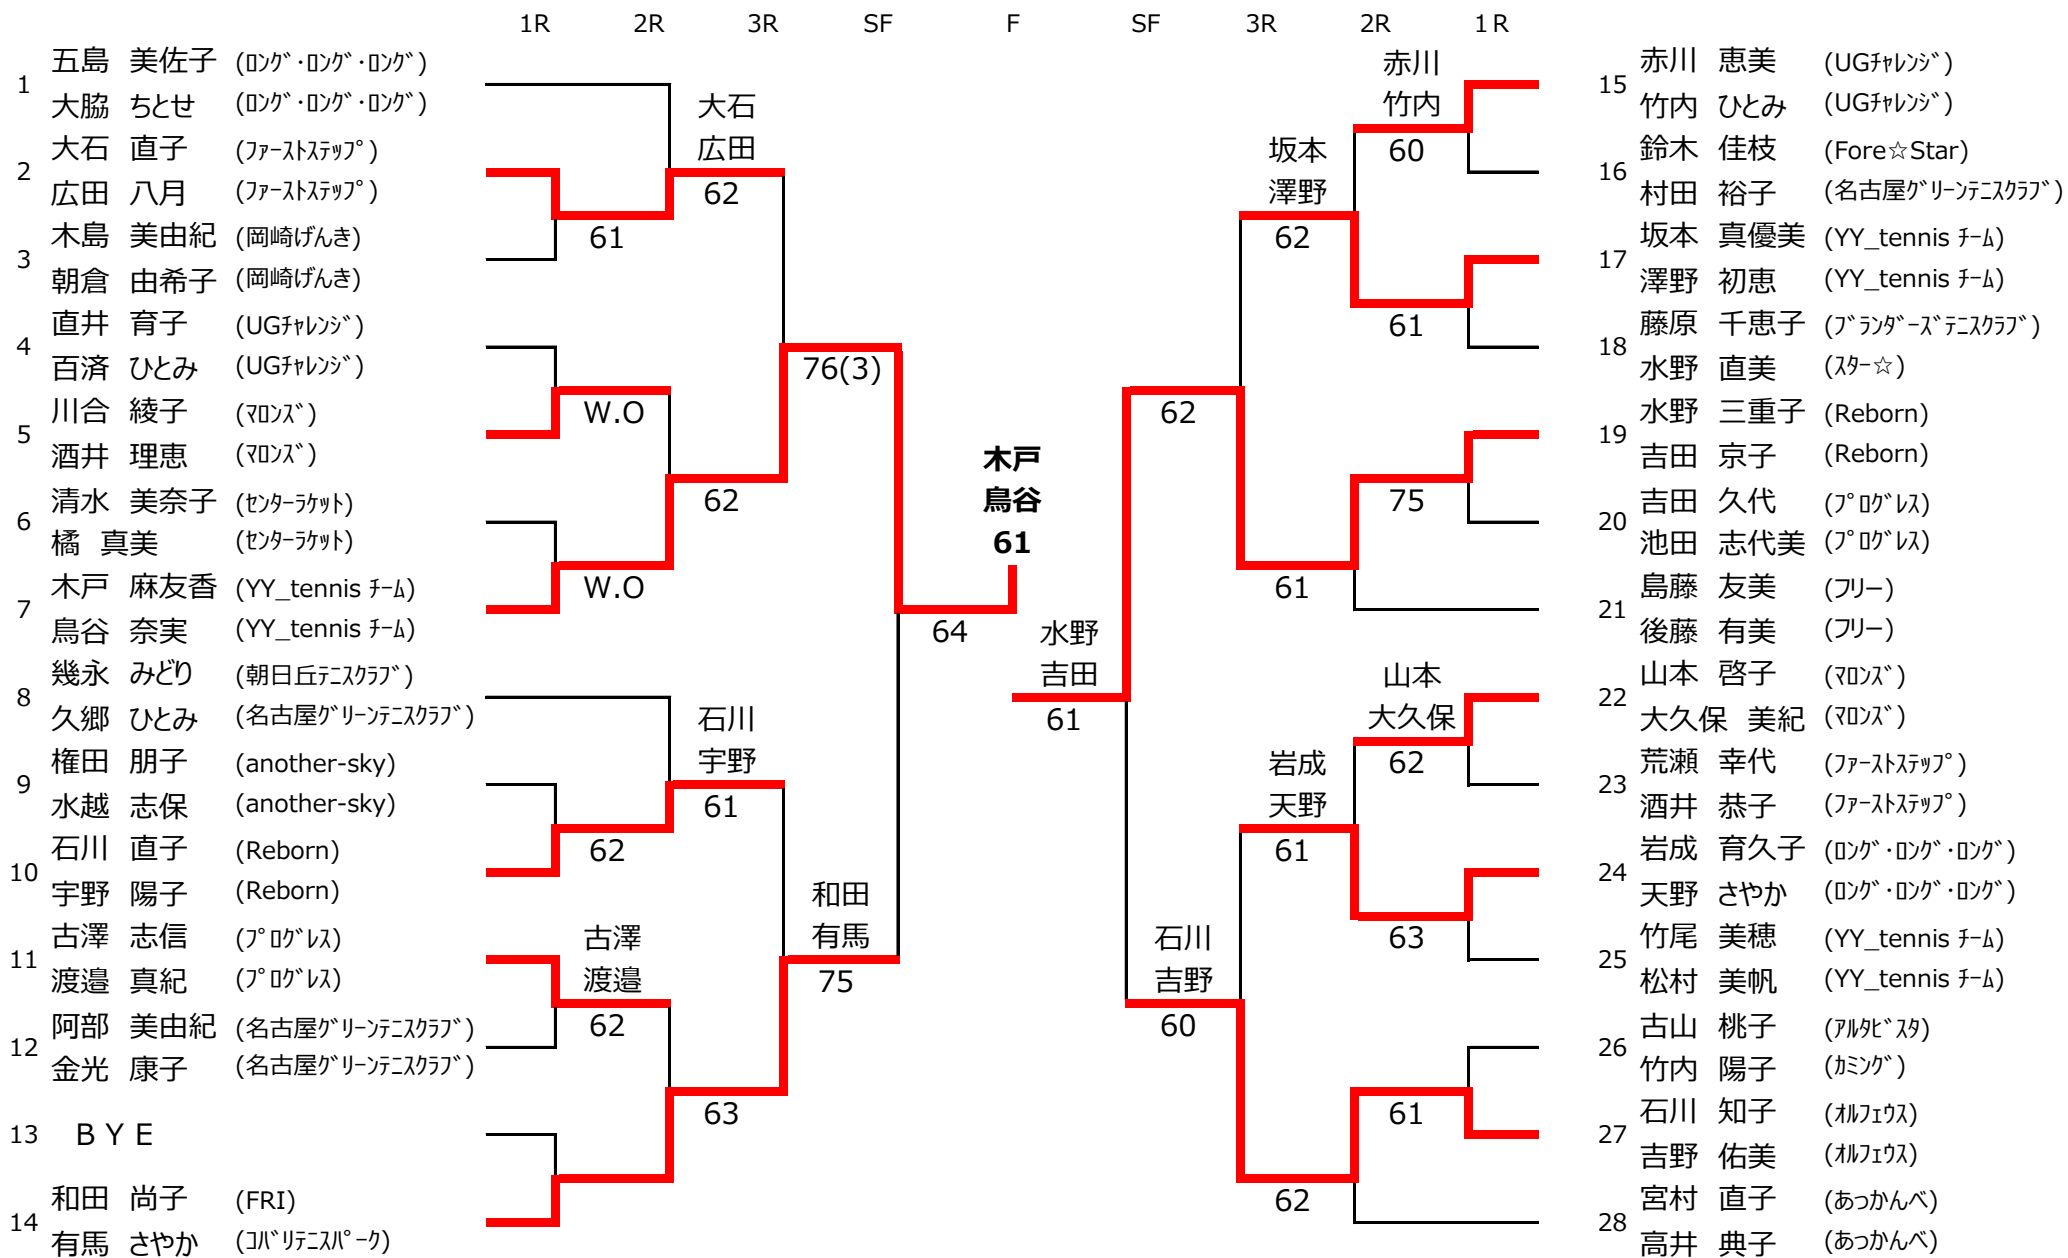 1R 2R 3R SF F SF 3R 2R 1R
1 五島 美佐子 (ﾛﾝｸﾞ･ﾛﾝｸﾞ･ﾛﾝｸﾞ)
大脇 ちとせ (ﾛﾝｸﾞ･ﾛﾝｸﾞ･ﾛﾝｸﾞ)
2 大石 直子 (ﾌｧｰｽﾄｽﾃｯﾌﾟ)
広田 八月 (ﾌｧｰｽﾄｽﾃｯﾌﾟ)
3 木島 美由紀 (岡崎げんき)
朝倉 由希子 (岡崎げんき)
4 直井 育子 (UGﾁｬﾚﾝｼﾞ)
百済 ひとみ (UGﾁｬﾚﾝｼﾞ)
5 川合 綾子 (ﾏﾛﾝｽﾞ)
酒井 理恵 (ﾏﾛﾝｽﾞ)
6 清水 美奈子 (ｾﾝﾀｰﾗｹｯﾄ)
橘 真美 (ｾﾝﾀｰﾗｹｯﾄ)
7 木戸 麻友香 (YY_tennis ﾁｰﾑ)
鳥谷 奈実 (YY_tennis ﾁｰﾑ)
8 幾永 みどり (朝日丘ﾃﾆｽｸﾗﾌﾞ)
久郷 ひとみ (名古屋ｸﾞﾘｰﾝﾃﾆｽｸﾗﾌﾞ)
9 権田 朋子 (another-sky)
水越 志保 (another-sky)
10 石川 直子 (Reborn)
宇野 陽子 (Reborn)
11 古澤 志信 (ﾌﾟﾛｸﾞﾚｽ)
渡邉 真紀 (ﾌﾟﾛｸﾞﾚｽ)
12 阿部 美由紀 (名古屋ｸﾞﾘｰﾝﾃﾆｽｸﾗﾌﾞ)
金光 康子 (名古屋ｸﾞﾘｰﾝﾃﾆｽｸﾗﾌﾞ)
13 ＢＹＥ
14 和田 尚子 (FRI)
有馬 さやか (ｺﾊﾞﾘﾃﾆｽﾊﾟｰｸ)
61
W.O
W.O
62
古澤
渡邉
62
大石
広田
62
62
石川
宇野
61
63
76(3)
和田
有馬
75
64
木戸
鳥谷
61
水野
吉田
61
62
石川
吉野
60
坂本
澤野
62
61
岩成
天野
61
62
赤川
竹内
60
61
75
山本
大久保
62
63
61
15 赤川 恵美 (UGﾁｬﾚﾝｼﾞ)
竹内 ひとみ (UGﾁｬﾚﾝｼﾞ)
16 鈴木 佳枝 (Fore☆Star)
村田 裕子 (名古屋ｸﾞﾘｰﾝﾃﾆｽｸﾗﾌﾞ)
17 坂本 真優美 (YY_tennis ﾁｰﾑ)
澤野 初恵 (YY_tennis ﾁｰﾑ)
18 藤原 千恵子 (ﾌﾞﾗﾝﾀﾞｰｽﾞﾃﾆｽｸﾗﾌﾞ)
水野 直美 (ｽﾀｰ☆)
19 水野 三重子 (Reborn)
吉田 京子 (Reborn)
20 吉田 久代 (ﾌﾟﾛｸﾞﾚｽ)
池田 志代美 (ﾌﾟﾛｸﾞﾚｽ)
21 島藤 友美 (ﾌﾘｰ)
後藤 有美 (ﾌﾘｰ)
22 山本 啓子 (ﾏﾛﾝｽﾞ)
大久保 美紀 (ﾏﾛﾝｽﾞ)
23 荒瀬 幸代 (ﾌｧｰｽﾄｽﾃｯﾌﾟ)
酒井 恭子 (ﾌｧｰｽﾄｽﾃｯﾌﾟ)
24 岩成 育久子 (ﾛﾝｸﾞ･ﾛﾝｸﾞ･ﾛﾝｸﾞ)
天野 さやか (ﾛﾝｸﾞ･ﾛﾝｸﾞ･ﾛﾝｸﾞ)
25 竹尾 美穂 (YY_tennis ﾁｰﾑ)
松村 美帆 (YY_tennis ﾁｰﾑ)
26 古山 桃子 (ｱﾙﾀﾋﾞｽﾀ)
竹内 陽子 (ｶﾐﾝｸﾞ)
27 石川 知子 (ｵﾙﾌｪｳｽ)
吉野 佑美 (ｵﾙﾌｪｳｽ)
28 宮村 直子 (あっかんべ)
高井 典子 (あっかんべ)